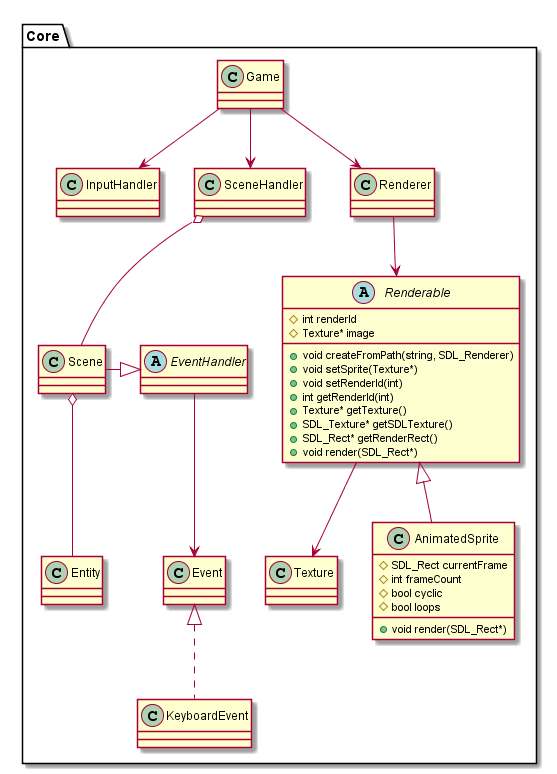 Core
C Game
C InputHandler
C SceneHandler
C Renderer
A Renderable
int renderId
Texture* image
void createFromPath(string, SDL_Renderer)
void setSprite(Texture*)
void setRenderId(int)
int getRenderId(int)
Texture* getTexture()
SDL_Texture* getSDLTexture()
SDL_Rect* getRenderRect()
void render(SDL_Rect*)
C Scene
A EventHandler
C Entity
C Event
C Texture
C AnimatedSprite
SDL_Rect currentFrame
int frameCount
bool cyclic
bool loops
void render(SDL_Rect*)
C KeyboardEvent